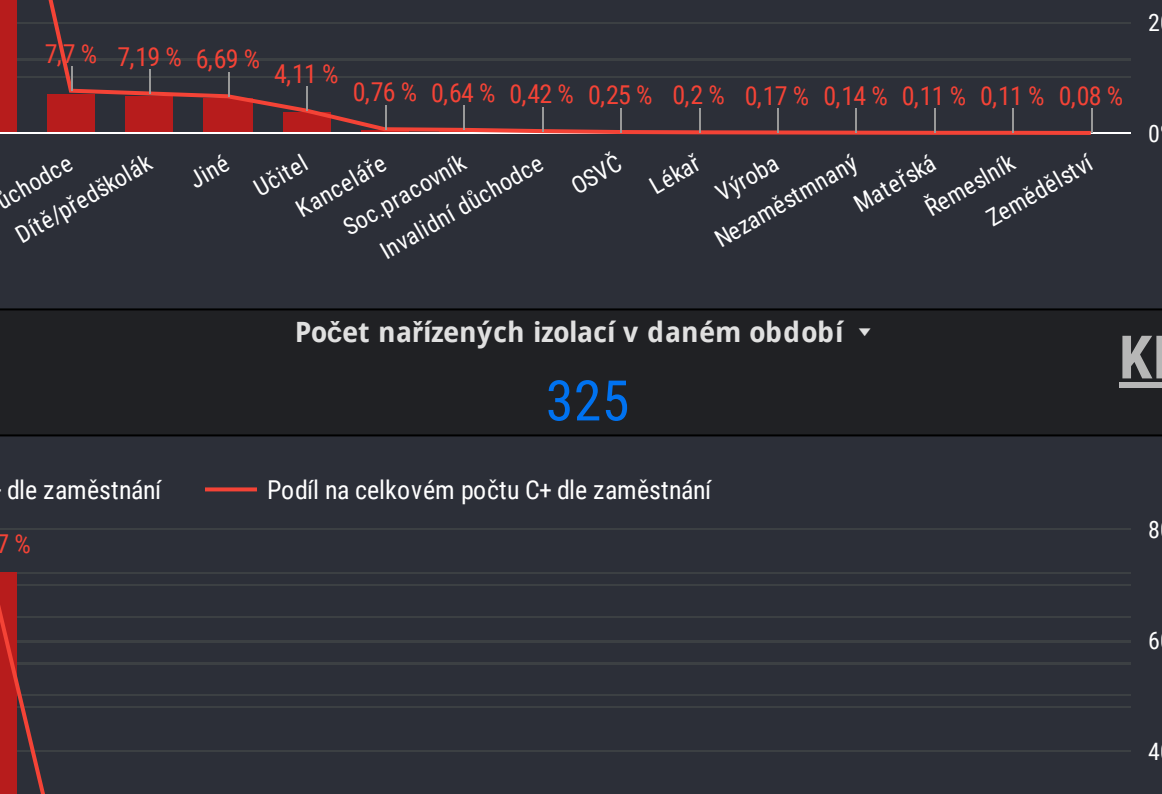 7,7 % 7,19 % 6,69 % 4,11 % 0,76 % 0,64 % 0,42 % 0,25 % 0,2 % 0,17 % 0,14 % 0,11 % 0,11 % 0,08 %
Dítě/předškolák
Jiné
Učitel
Kanceláře
Soc.pracovník
Invalidní důchodce
OSVČ
Lékař
Výroba
Nezaměstmnaný
Mateřská
Řemeslník
Zemědělství
Počet nařízených izolací v daném období
325
dle zaměstnání Podíl na celkovém počtu C+ dle zaměstnání